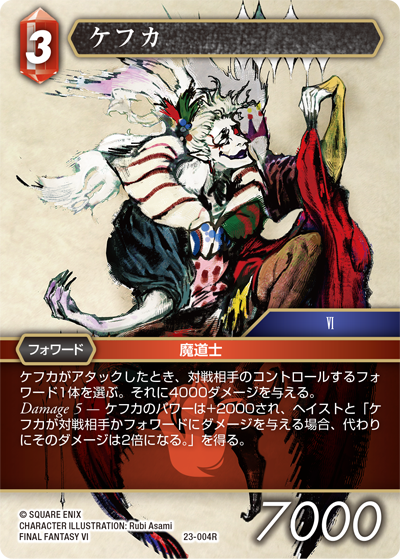 3
ケフカ
VI
フォワード
魔道士
ケフカがアタックしたとき、対戦相手のコントロールするフォ
ワード1体を選ぶ。それに4000ダメージを与える。
Damage 5 — ケフカのパワーは+2000され、ヘイストと「ケ
フカが対戦相手かフォワードにダメージを与える場合、代わり
にそのダメージは2倍になる。」を得る。
© SQUARE ENIX
CHARACTER ILLUSTRATION: Rubi Asami
FINAL FANTASY VI
23-004R
7000